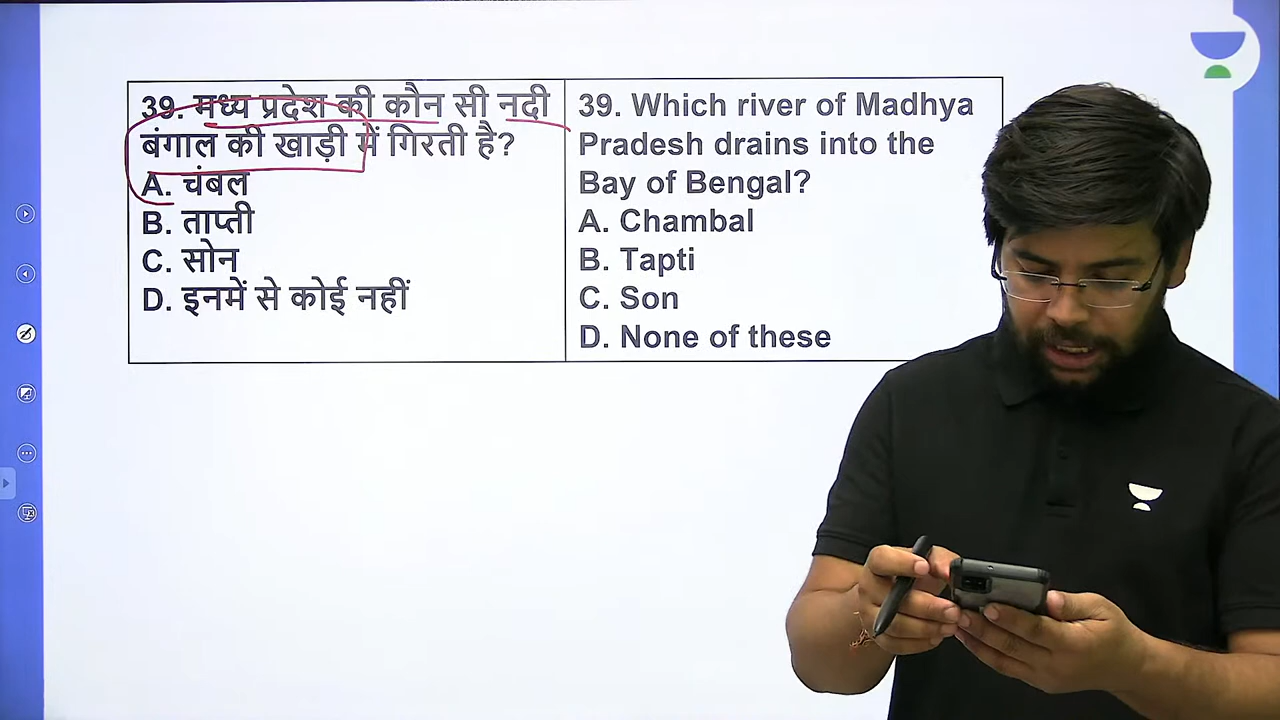 39. मध्य प्रदेश की कौन सी नदी
बंगाल की खाड़ी में गिरती है?
A. चंबल
B. ताप्ती
C. सोन
D. इनमें से कोई नहीं
39. Which river of Madhya
Pradesh drains into the
Bay of Bengal?
A. Chambal
B. Tapti
C. Son
D. None of these